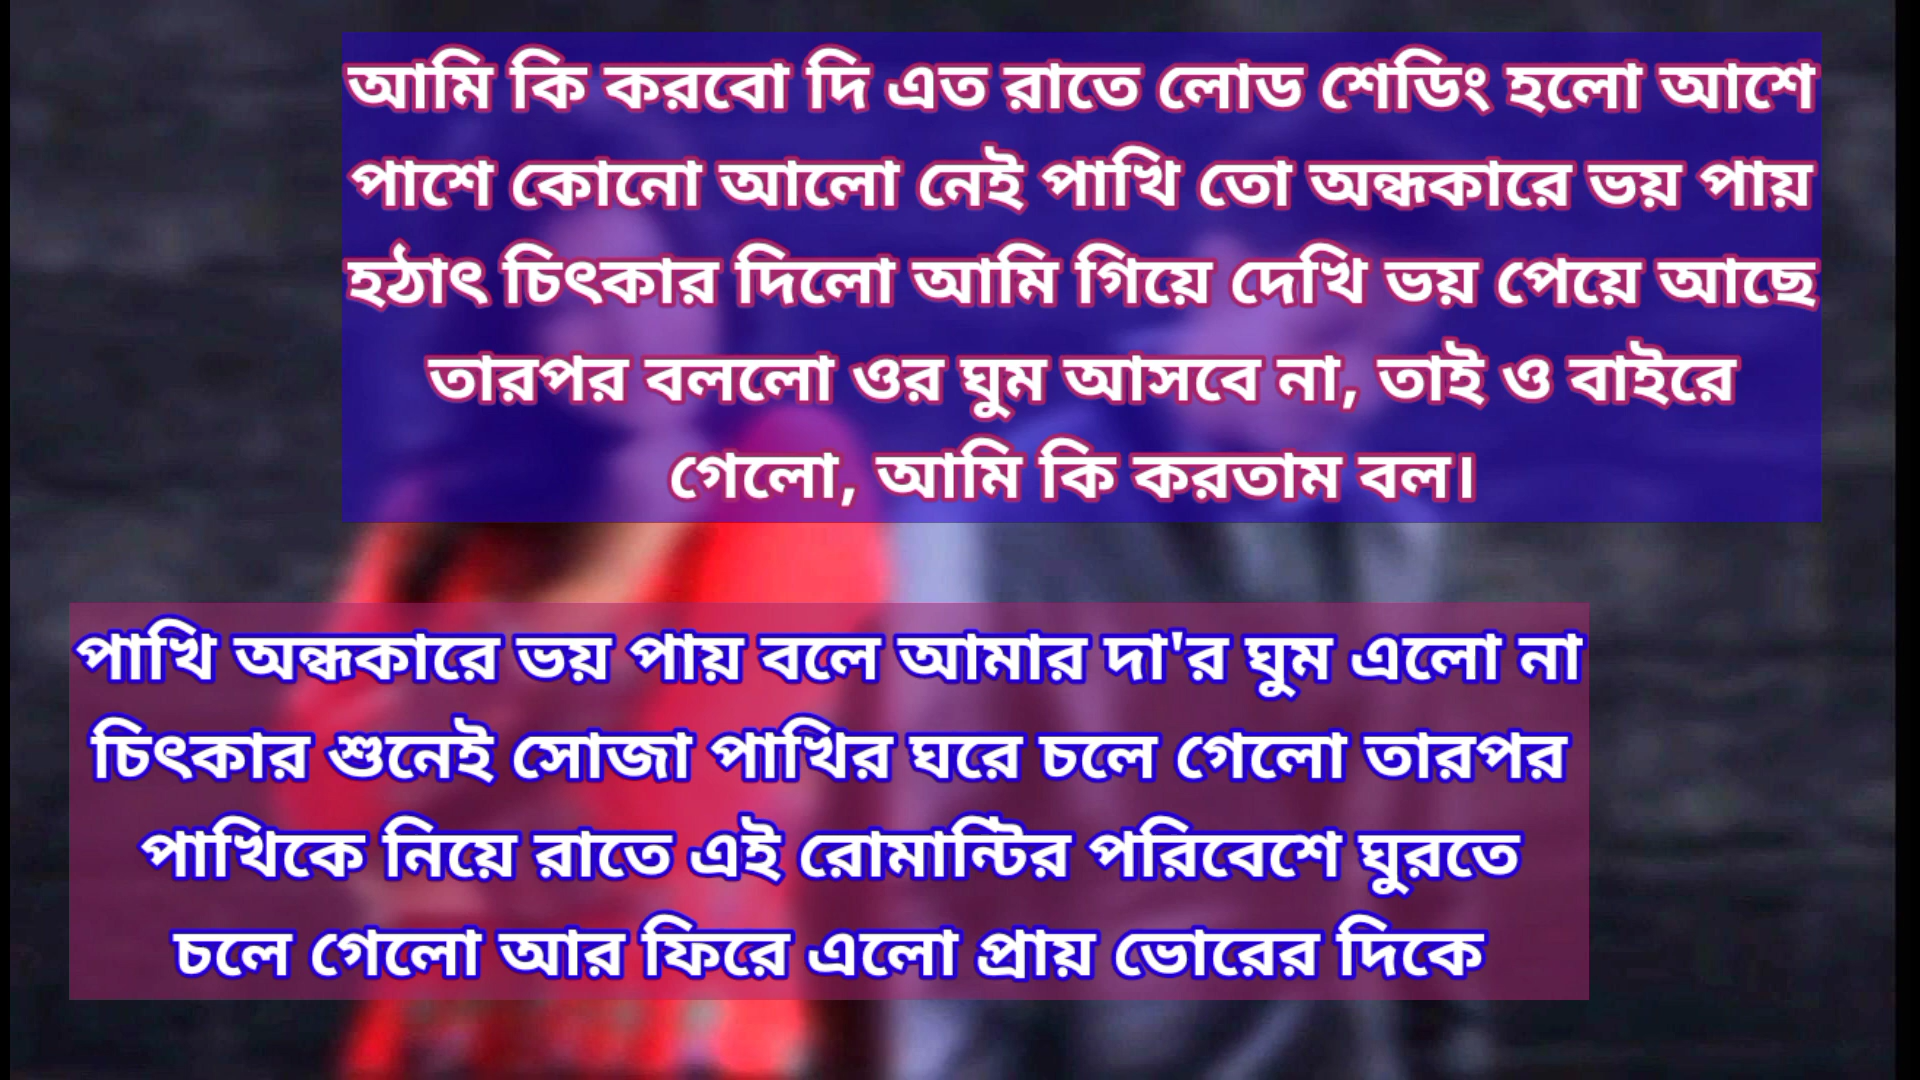 আমি কি করবো দি এত রাতে লোড শেডিং হলো আশে
পাশে কোনো আলো নেই পাখি তো অন্ধকারে ভয় পায়
হঠাৎ চিৎকার দিলো আমি গিয়ে দেখি ভয় পেয়ে আছে
তারপর বললো ওর ঘুম আসবে না, তাই ও বাইরে
গেলো, আমি কি করতাম বল।
পাখি অন্ধকারে ভয় পায় বলে আমার দা'র ঘুম এলো না
চিৎকার শুনেই সোজা পাখির ঘরে চলে গেলো তারপর
পাখিকে নিয়ে রাতে এই রোমান্টির পরিবেশে ঘুরতে
চলে গেলো আর ফিরে এলো প্রায় ভোরের দিকে